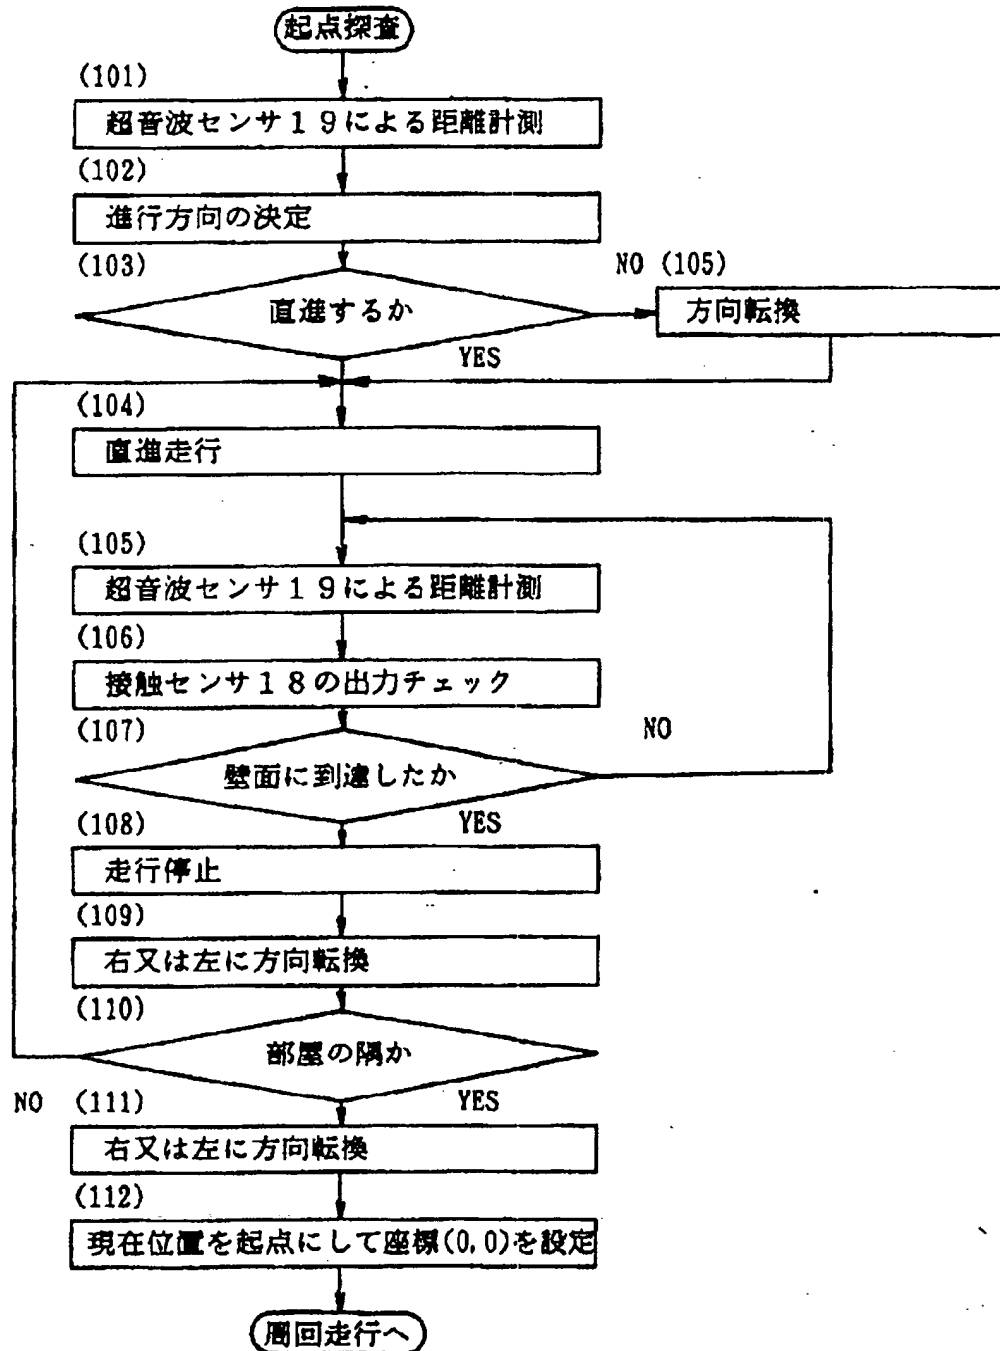 起点探査
(101)
超音波センサ19による距離計測
(102)
進行方向の決定
(103)
NO (105)
直進するか
方向転換
YES
(104)
直進走行
(105)
超音波センサ19による距離計測
(106)
接触センサ18の出力チェック
(107)
NO
壁面に到達したか
(108)
YES
走行停止
(109)
右又は左に方向転換
(110)
部屋の隅か
NO (111)
YES
右又は左に方向転換
(112)
現在位置を起点にして座標(0,0)を設定
周回走行へ